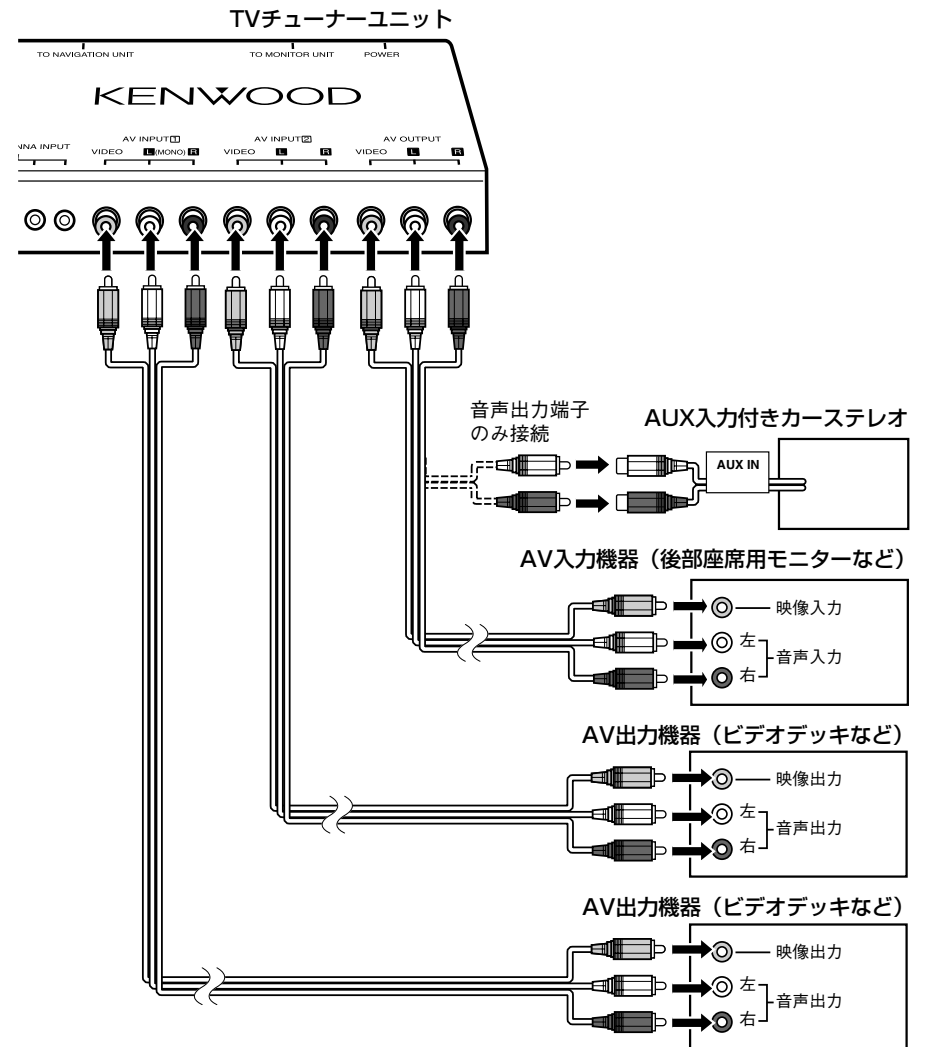 TVチューナーユニット
TO NAVIGATION UNIT TO MONITOR UNIT POWER
KENWOOD
NNA INPUT AV INPUT1 AV INPUT2 AV OUTPUT
VIDEO L(MONO) R VIDEO L R VIDEO L R
音声出力端子
のみ接続
AUX入力付きカーステレオ
AUX IN
AV入力機器（後部座席用モニターなど）
映像入力
左
音声入力
右
AV出力機器（ビデオデッキなど）
映像出力
左
音声出力
右
AV出力機器（ビデオデッキなど）
映像出力
左
音声出力
右